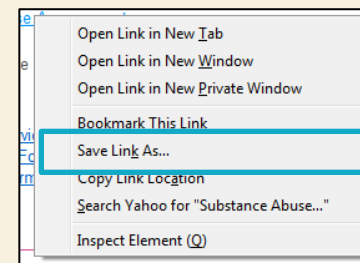 Open Link in New Tab
Open Link in New Window
Open Link in New Private Window
Bookmark This Link
Save Link As...
Copy Link Location
Search Yahoo for "Substance Abuse..."
Inspect Element (Q)